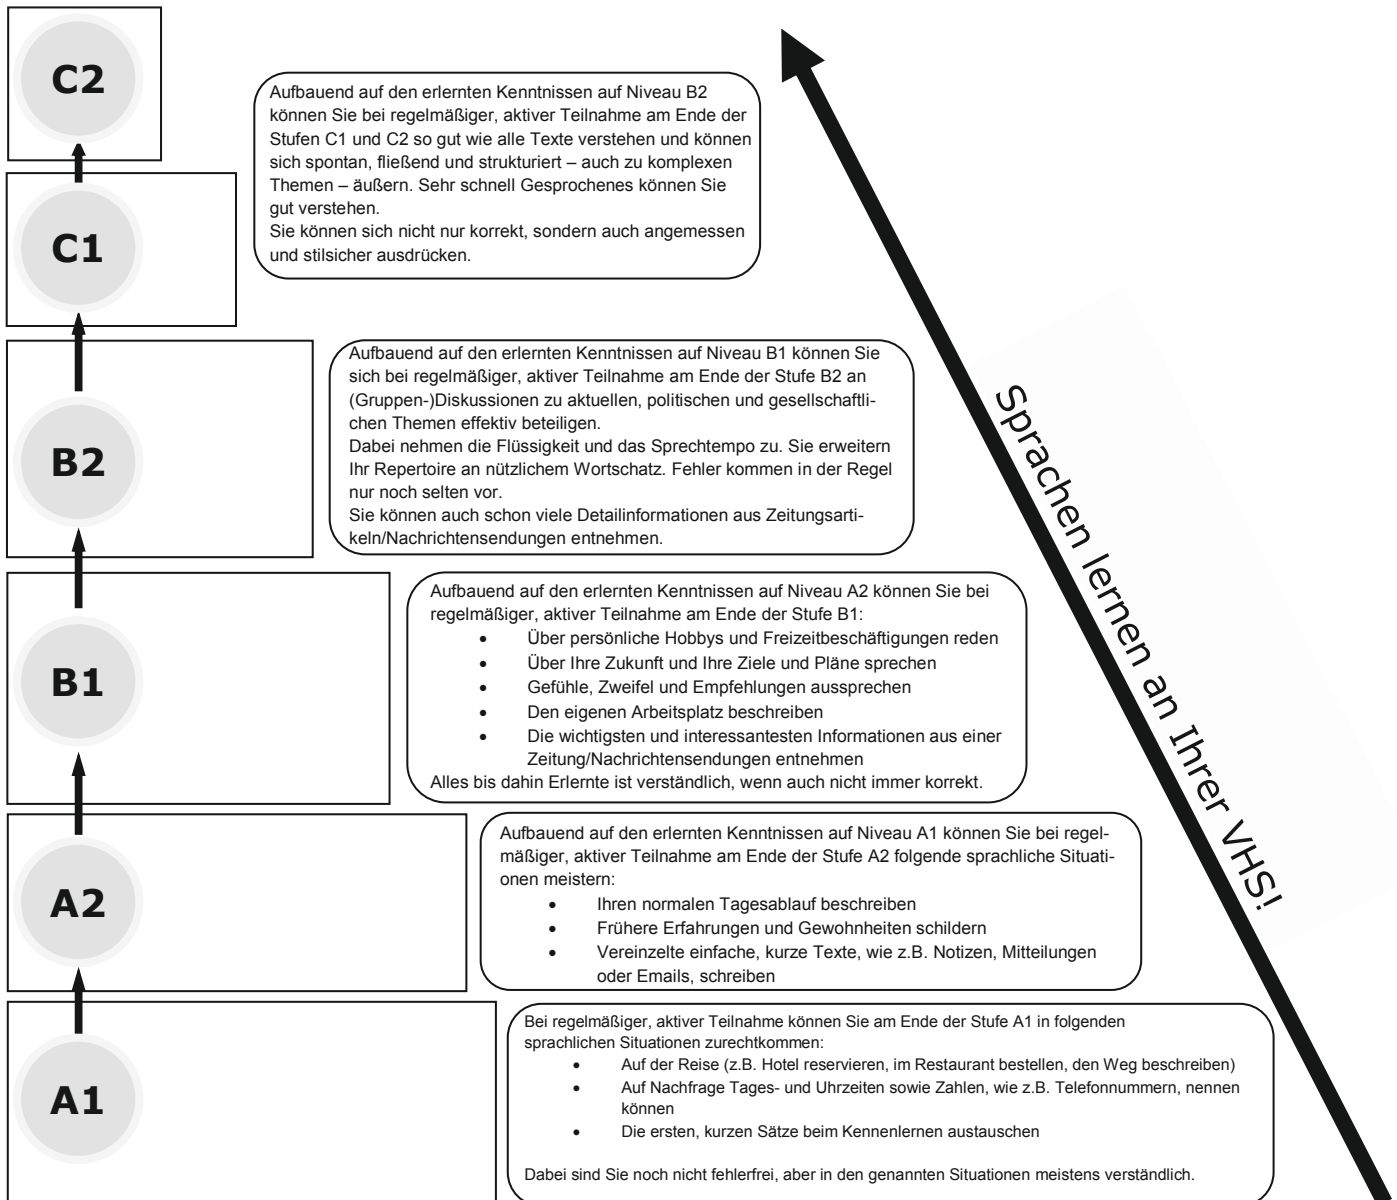 C2
Aufbauend auf den erlernten Kenntnissen auf Niveau B2
können Sie bei regelmäßiger, aktiver Teilnahme am Ende der
Stufen C1 und C2 so gut wie alle Texte verstehen und können
sich spontan, fließend und strukturiert – auch zu komplexen
Themen – äußern. Sehr schnell Gesprochenes können Sie
gut verstehen.
Sie können sich nicht nur korrekt, sondern auch angemessen
und stilsicher ausdrücken.
C1
B2
Aufbauend auf den erlernten Kenntnissen auf Niveau B1 können Sie
sich bei regelmäßiger, aktiver Teilnahme am Ende der Stufe B2 an
(Gruppen-)Diskussionen zu aktuellen, politischen und gesellschaftli-
chen Themen effektiv beteiligen.
Dabei nehmen die Flüssigkeit und das Sprechtempo zu. Sie erweitern
Ihr Repertoire an nützlichem Wortschatz. Fehler kommen in der Regel
nur noch selten vor.
Sie können auch schon viele Detailinformationen aus Zeitungsarti-
keln/Nachrichtensendungen entnehmen.
B1
Aufbauend auf den erlernten Kenntnissen auf Niveau A2 können Sie bei
regelmäßiger, aktiver Teilnahme am Ende der Stufe B1:
• Über persönliche Hobbys und Freizeitbeschäftigungen reden
• Über Ihre Zukunft und Ihre Ziele und Pläne sprechen
• Gefühle, Zweifel und Empfehlungen aussprechen
• Den eigenen Arbeitsplatz beschreiben
• Die wichtigsten und interessantesten Informationen aus einer
Zeitung/Nachrichtensendungen entnehmen
Alles bis dahin Erlernte ist verständlich, wenn auch nicht immer korrekt.
A2
Aufbauend auf den erlernten Kenntnissen auf Niveau A1 können Sie bei regel-
mäßiger, aktiver Teilnahme am Ende der Stufe A2 folgende sprachliche Situati-
onen meistern:
• Ihren normalen Tagesablauf beschreiben
• Frühere Erfahrungen und Gewohnheiten schildern
• Vereinzelte einfache, kurze Texte, wie z.B. Notizen, Mitteilungen
oder Emails, schreiben
A1
Bei regelmäßiger, aktiver Teilnahme können Sie am Ende der Stufe A1 in folgenden
sprachlichen Situationen zurechtkommen:
• Auf der Reise (z.B. Hotel reservieren, im Restaurant bestellen, den Weg beschreiben)
• Auf Nachfrage Tages- und Uhrzeiten sowie Zahlen, wie z.B. Telefonnummern, nennen
können
• Die ersten, kurzen Sätze beim Kennenlernen austauschen
Dabei sind Sie noch nicht fehlerfrei, aber in den genannten Situationen meistens verständlich.
Sprachen lernen an Ihrer VHS!